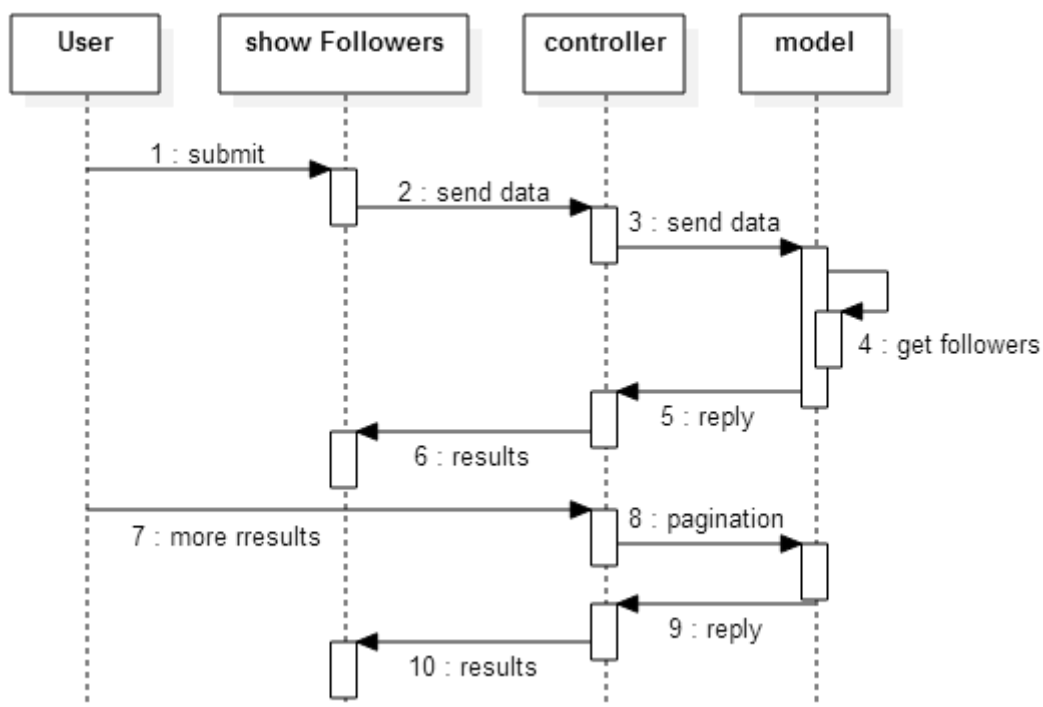 User
show Followers
controller
model
1 : submit
2 : send data
3 : send data
4 : get followers
5 : reply
6 : results
7 : more rresults
8 : pagination
9 : reply
10 : results